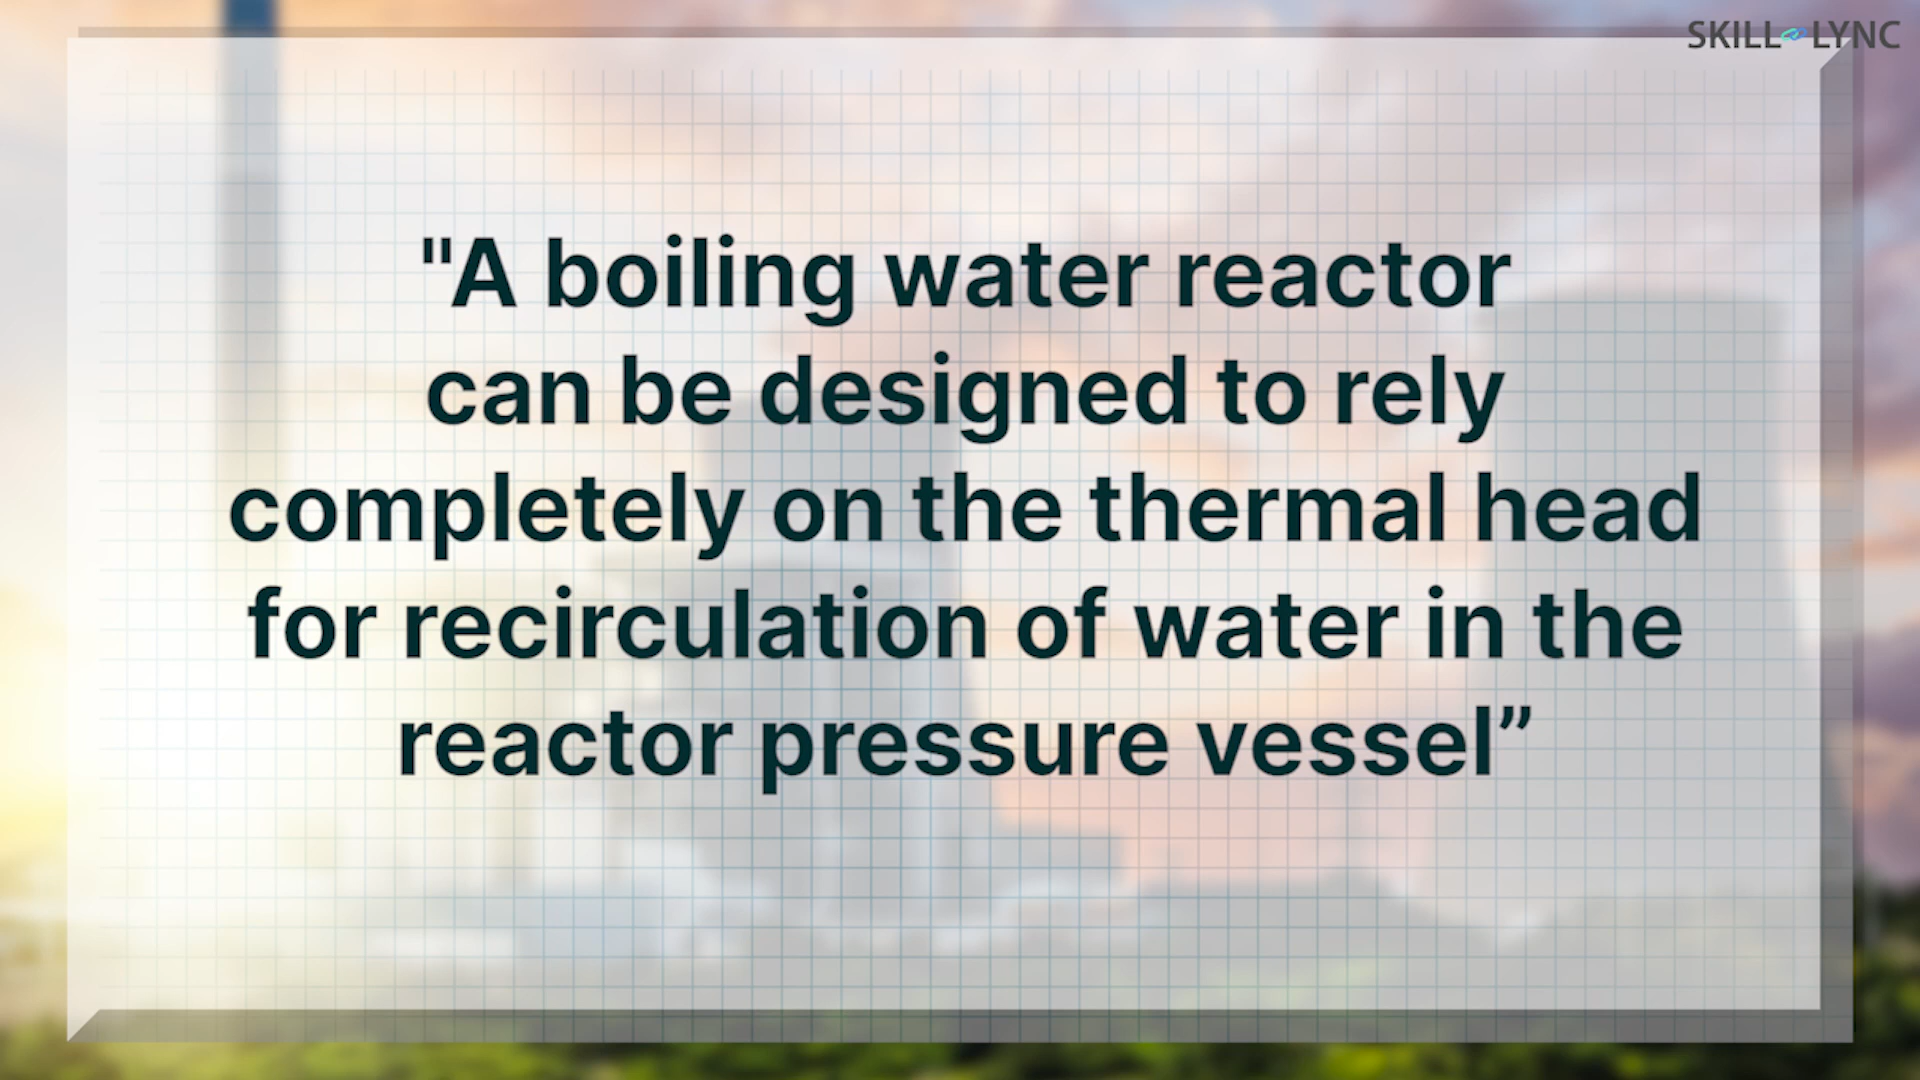 SKILL LYNC
"A boiling water reactor
can be designed to rely
completely on the thermal head
for recirculation of water in the
reactor pressure vessel”